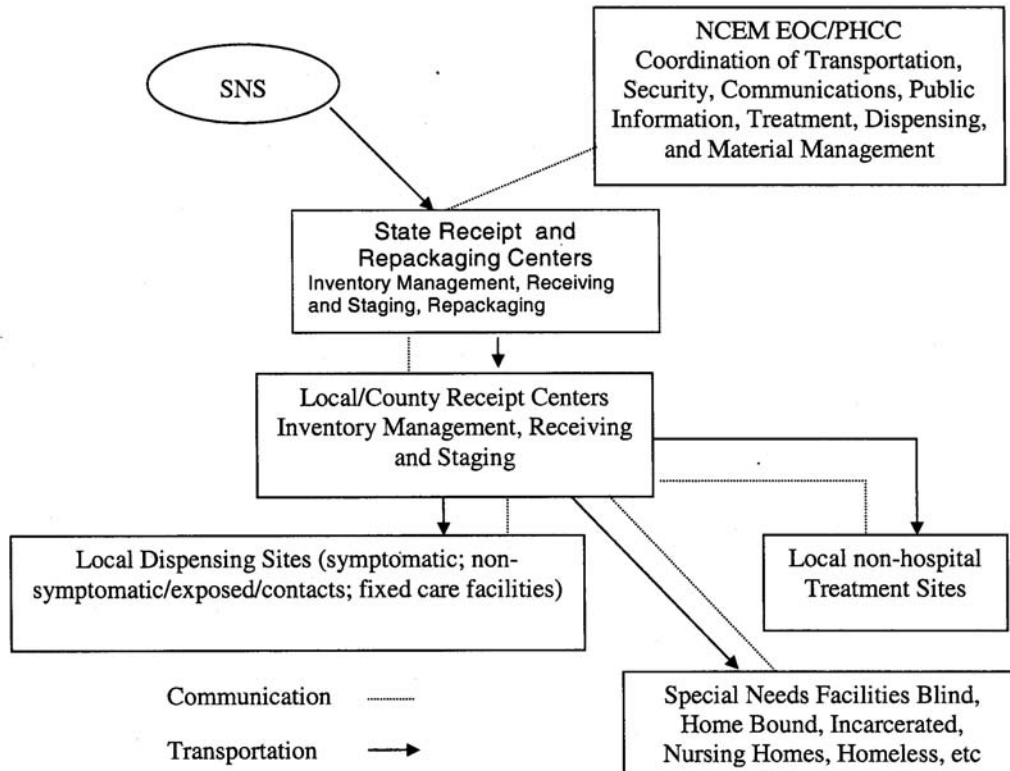 SNS
NCEM EOC/PHCC
Coordination of Transportation,
Security, Communications, Public
Information, Treatment, Dispensing,
and Material Management
State Receipt and
Repackaging Centers
Inventory Management, Receiving
and Staging, Repackaging
Local/County Receipt Centers
Inventory Management, Receiving
and Staging
Local Dispensing Sites (symptomatic; non-
symptomatic/exposed/contacts; fixed care facilities)
Local non-hospital
Treatment Sites
Special Needs Facilities Blind,
Home Bound, Incarcerated,
Nursing Homes, Homeless, etc
Communication
Transportation